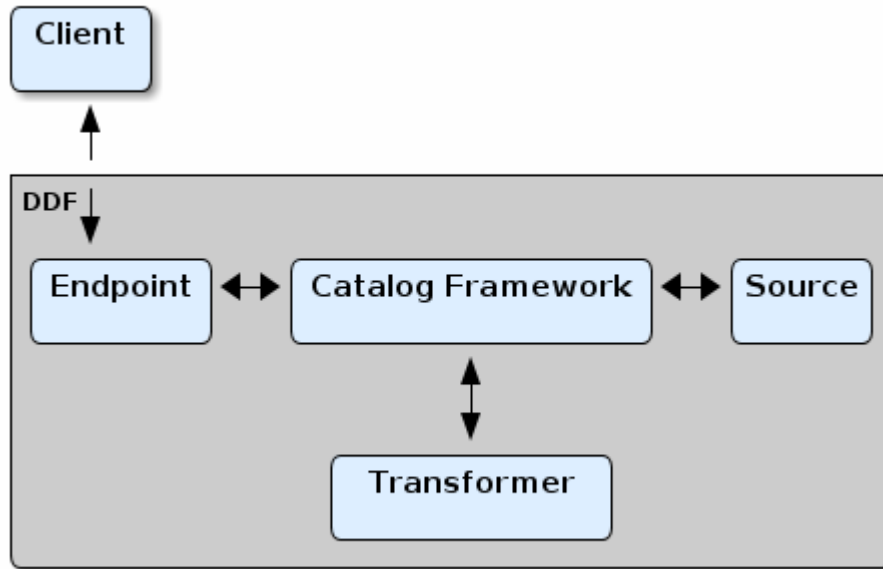 Client
DDF
Endpoint
Catalog Framework
Source
Transformer